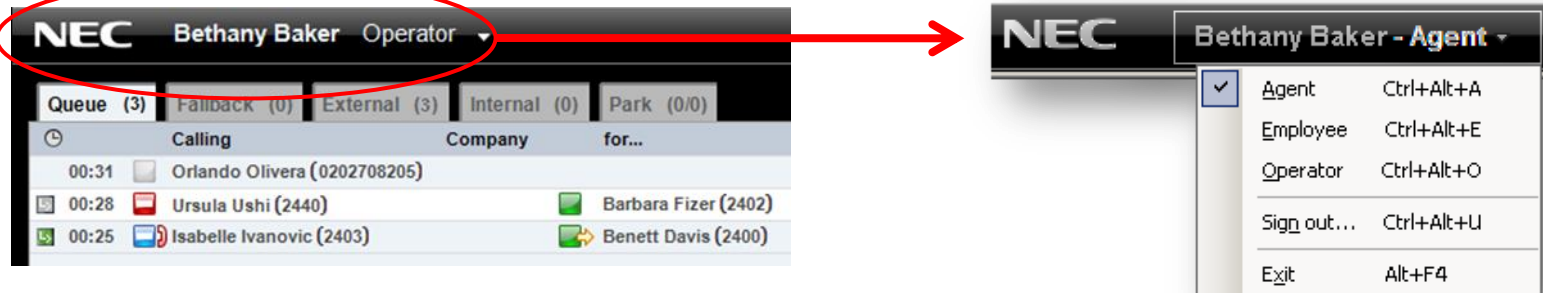 NEC Bethany Baker Operator
Queue (3) Fallback (0) External (3) Internal (0) Park (0/0)
Calling Company for...
00:31 Orlando Olivera (0202708205)
00:28 Ursula Ushi (2440) Barbara Fizer (2402)
00:25 Isabelle Ivanovic (2403) Benett Davis (2400)
NEC Bethany Baker - Agent
Agent Ctrl+Alt+A
Employee Ctrl+Alt+E
Operator Ctrl+Alt+O
Sign out... Ctrl+Alt+U
Exit Alt+F4